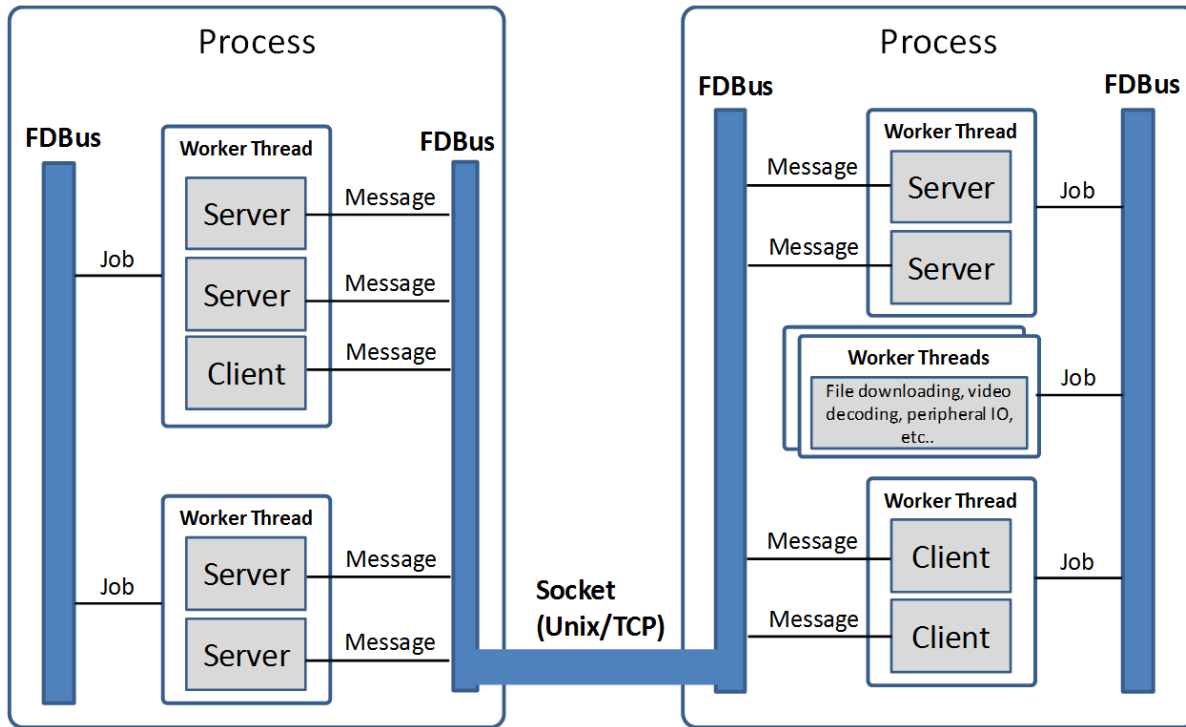 Process
FDBus
Worker Thread
FDBus
Server
Message
Job
Server
Message
Client
Message
Worker Thread
Server
Message
Job
Server
Message
Socket
(Unix/TCP)
Process
FDBus
FDBus
Worker Thread
Message
Server
Job
Message
Server
Worker Threads
File downloading, video
decoding, peripheral IO,
etc..
Job
Worker Thread
Message
Client
Job
Message
Client